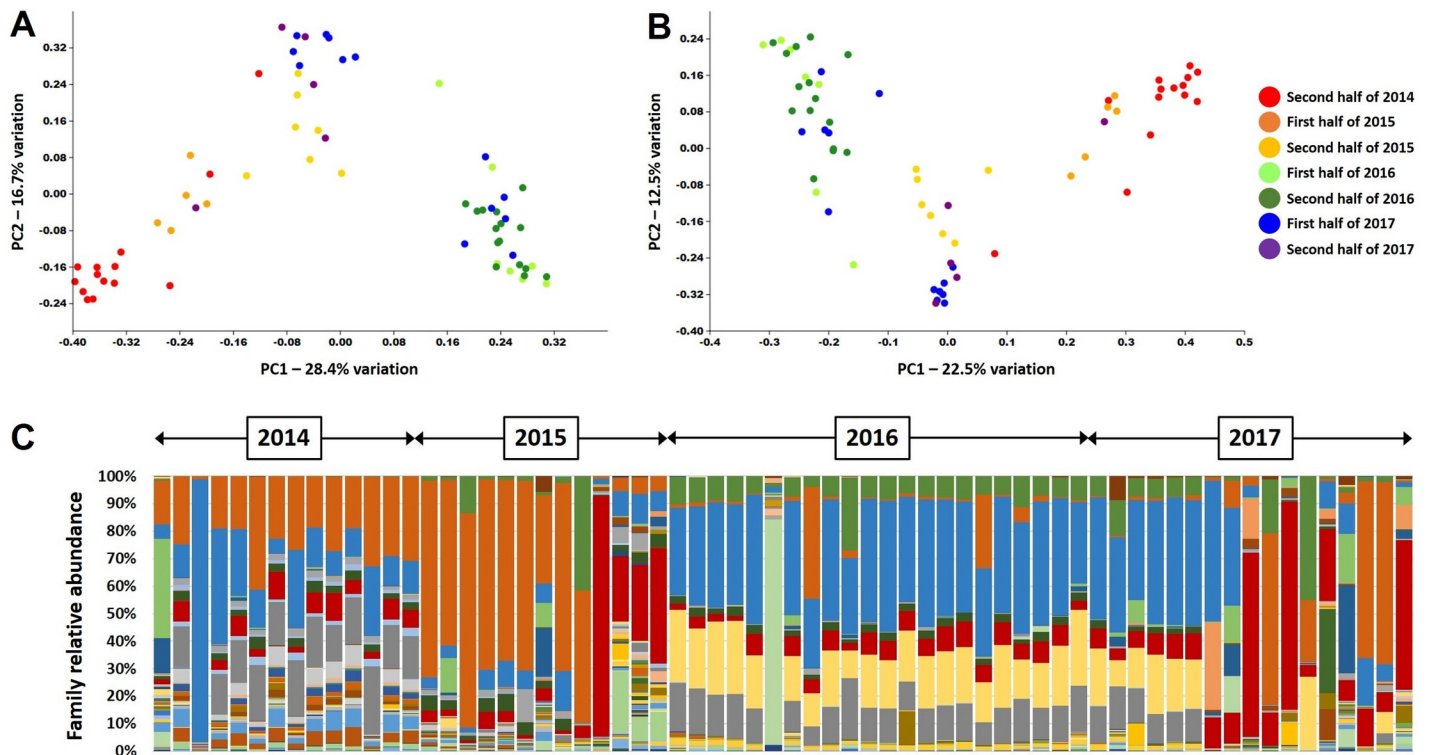 A
0.32
0.24
0.16
0.08
0.00
-0.08
-0.16
-0.24
PC2 – 16.7% variation
-0.40 -0.32 -0.24 -0.16 -0.08 0.00 0.08 0.16 0.24 0.32
PC1 – 28.4% variation
B
0.24
0.16
0.08
0.00
-0.08
-0.16
-0.24
-0.32
-0.40
PC2 – 12.5% variation
-0.4 -0.3 -0.2 -0.1 0.0 0.1 0.2 0.3 0.4 0.5
PC1 – 22.5% variation
Second half of 2014
First half of 2015
Second half of 2015
First half of 2016
Second half of 2016
First half of 2017
Second half of 2017
C
2014 2015 2016 2017
100%
90%
80%
70%
60%
50%
40%
30%
20%
10%
0%
Family relative abundance